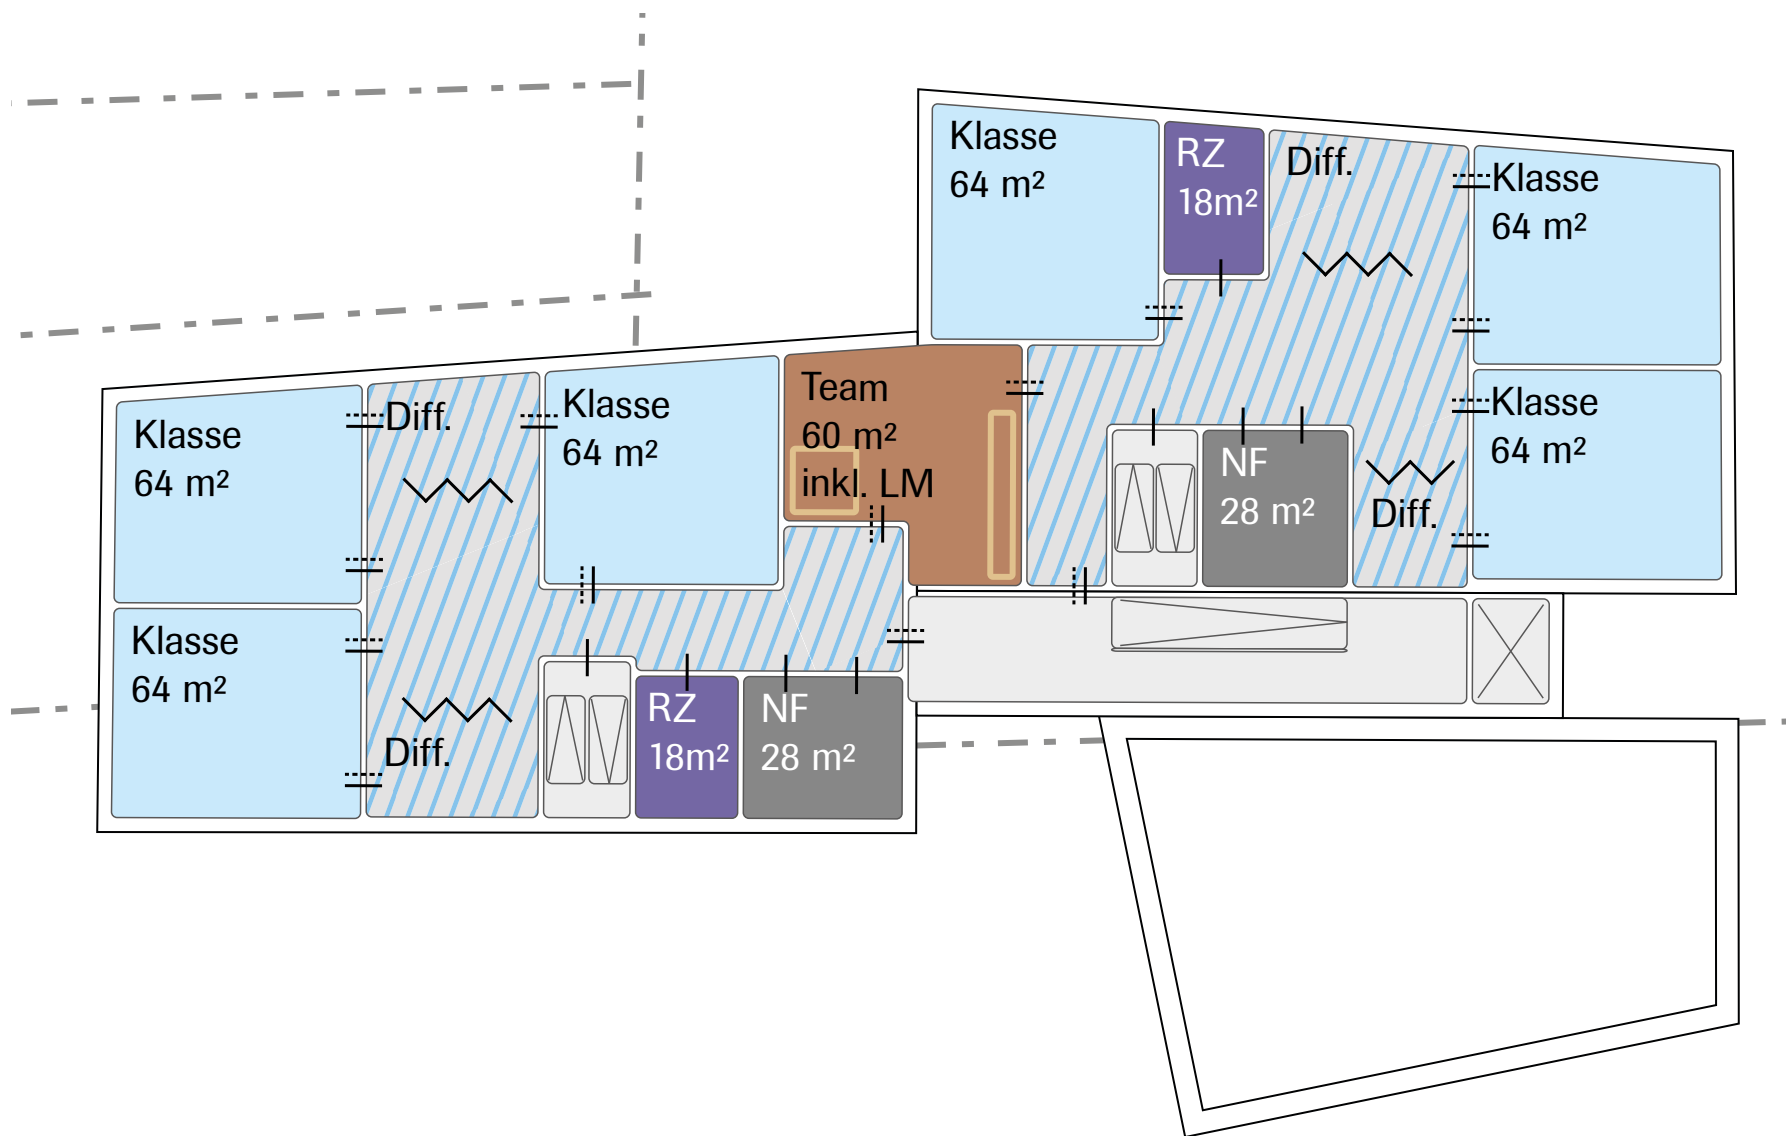 Klasse
64 m²
RZ
18m²
Diff.
Klasse
64 m²
Klasse
64 m²
Diff.
Klasse
64 m²
Team
60 m²
inkl. LM
Klasse
64 m²
NF
28 m²
Diff.
Klasse
64 m²
Diff.
RZ
18m²
NF
28 m²